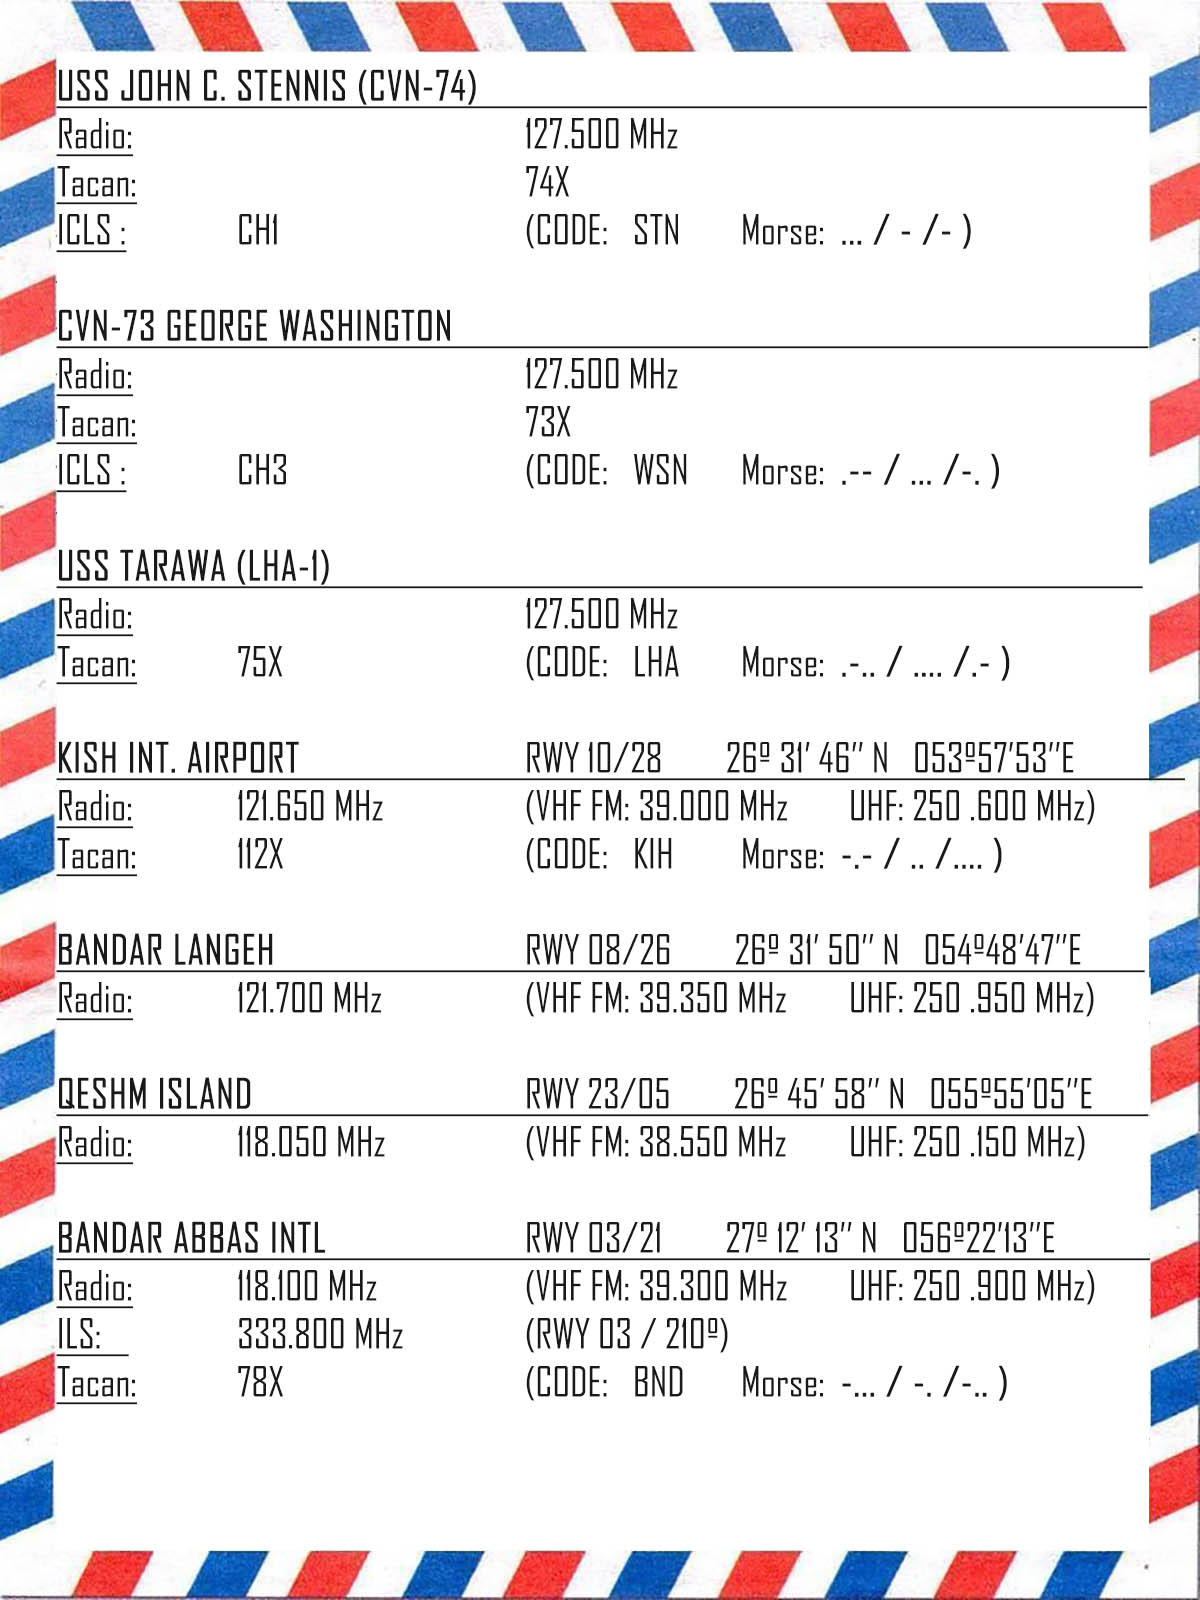 USS JOHN C. STENNIS (CVN-74)
Radio: 127.500 MHz
Tacan: 74X
ICLS : CH1 (CODE: STN Morse: ... / - /- )
CVN-73 GEORGE WASHINGTON
Radio: 127.500 MHz
Tacan: 73X
ICLS : CH3 (CODE: WSN Morse: .-- / ... /-. )
USS TARAWA (LHA-1)
Radio: 127.500 MHz
Tacan: 75X (CODE: LHA Morse: .-.. / .... /.- )
KISH INT. AIRPORT RWY 10/28 26º 31' 46'' N 053º57'53''E
Radio: 121.650 MHz (VHF FM: 39.000 MHz UHF: 250 .600 MHz)
Tacan: 112X (CODE: KIH Morse: -.- / .. /.... )
BANDAR LANGEH RWY 08/26 26º 31' 50'' N 054º48'47''E
Radio: 121.700 MHz (VHF FM: 39.350 MHz UHF: 250 .950 MHz)
QESHM ISLAND RWY 23/05 26º 45' 58'' N 055º55'05''E
Radio: 118.050 MHz (VHF FM: 38.550 MHz UHF: 250 .150 MHz)
BANDAR ABBAS INTL RWY 03/21 27º 12' 13'' N 056º22'13''E
Radio: 118.100 MHz (VHF FM: 39.300 MHz UHF: 250 .900 MHz)
ILS: 333.800 MHz (RWY 03 / 210º)
Tacan: 78X (CODE: BND Morse: -... / -. /-.. )